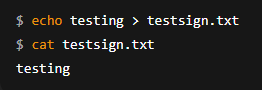 $ echo testing > testsign.txt
$ cat testsign.txt
testing